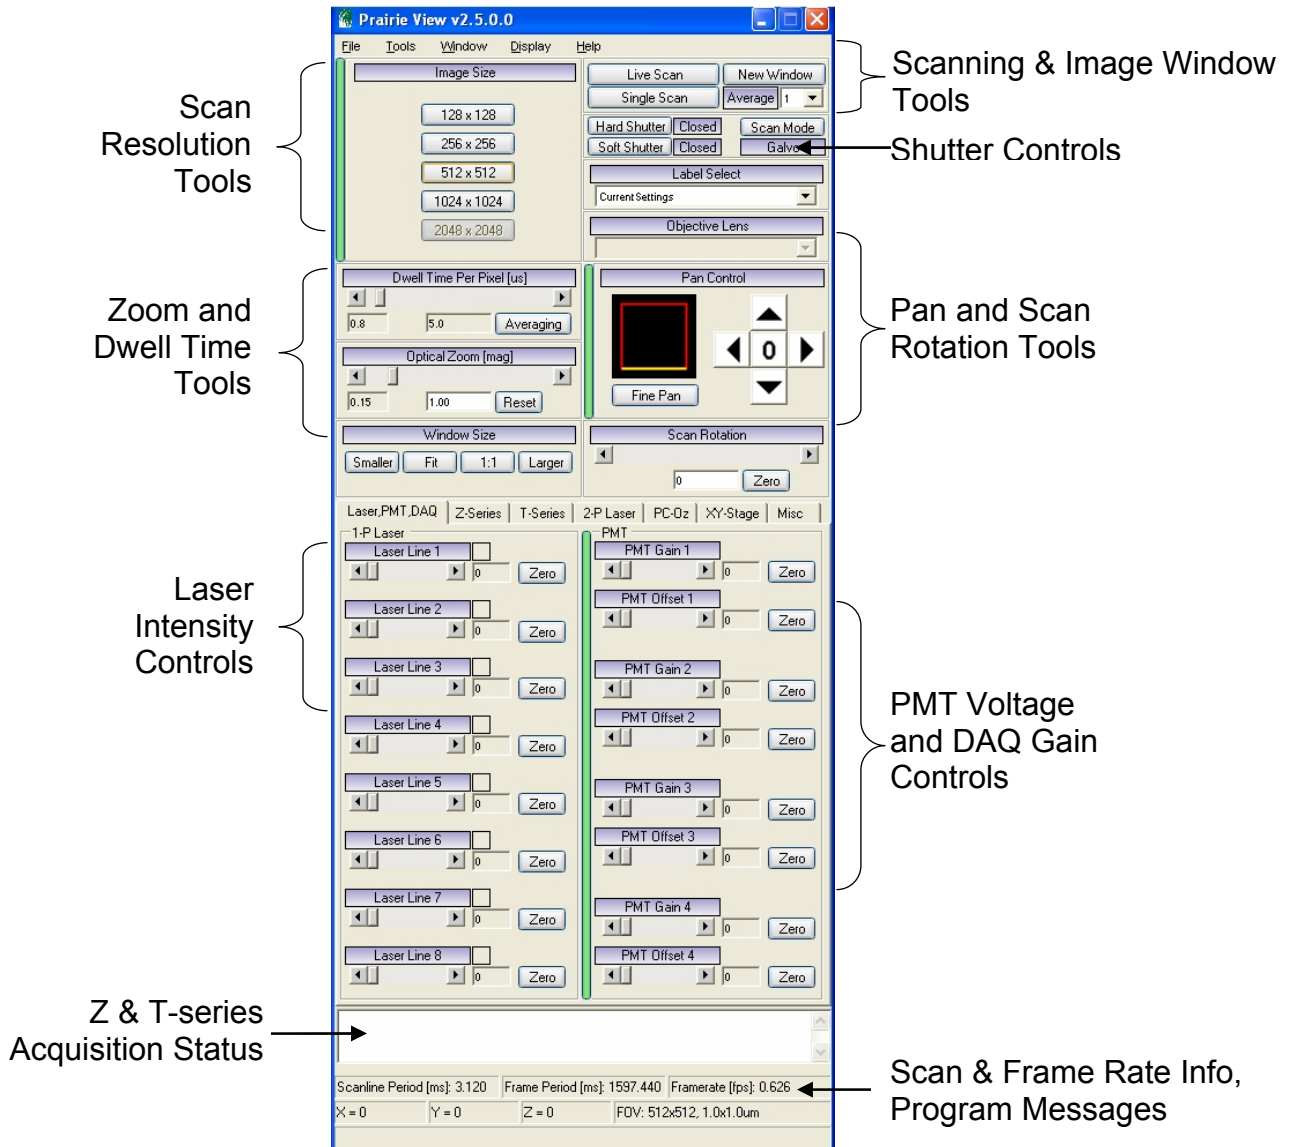 Prairie View v2.5.0.0
File Tools Window Display Help
Scan
Resolution
Tools
Image Size
128 x 128
256 x 256
512 x 512
1024 x 1024
2048 x 2048
Live Scan New Window
Single Scan Average 1
Hard Shutter Closed Scan Mode
Soft Shutter Closed Galvo
Label Select
Current Settings
Objective Lens
Scanning & Image Window
Tools
Shutter Controls
Zoom and
Dwell Time
Tools
Dwell Time Per Pixel [us]
0.8 5.0 Averaging
Optical Zoom [mag]
0.15 1.00 Reset
Window Size
Smaller Fit 1:1 Larger
Pan Control
0
Fine Pan
Scan Rotation
0 Zero
Pan and Scan
Rotation Tools
Laser,PMT,DAQ Z-Series T-Series 2-P Laser PC-Oz XY-Stage Misc
Laser
Intensity
Controls
1-P Laser
Laser Line 1
0 Zero
Laser Line 2
0 Zero
Laser Line 3
0 Zero
Laser Line 4
0 Zero
Laser Line 5
0 Zero
Laser Line 6
0 Zero
Laser Line 7
0 Zero
Laser Line 8
0 Zero
PMT
PMT Gain 1
0 Zero
PMT Offset 1
0 Zero
PMT Gain 2
0 Zero
PMT Offset 2
0 Zero
PMT Gain 3
0 Zero
PMT Offset 3
0 Zero
PMT Gain 4
0 Zero
PMT Offset 4
0 Zero
PMT Voltage
and DAQ Gain
Controls
Z & T-series
Acquisition Status
Scanline Period [ms]: 3.120 Frame Period [ms]: 1597.440 Framerate [fps]: 0.626
X = 0 Y = 0 Z = 0 FOV: 512x512, 1.0x1.0um
Scan & Frame Rate Info,
Program Messages